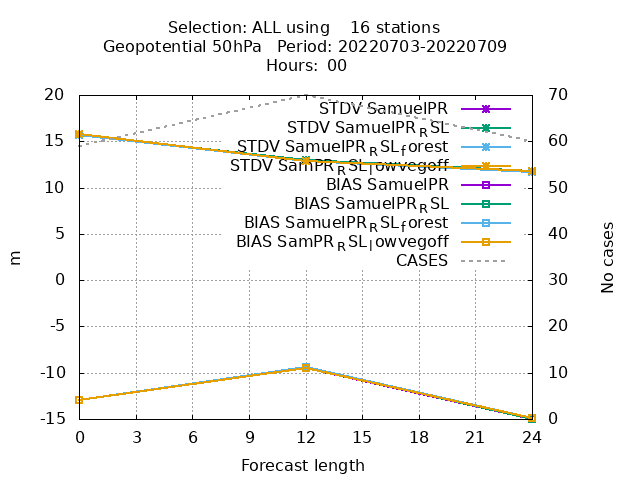 Selection: ALL using    16 stations
Geopotential 50hPa   Period: 20220703-20220709
Hours:  00
20 70
STDV SamuelPR
STDV SamuelPR_RSL
15 60
STDV SamuelPR_RSL_forest
STDV SamPR_RSL_lowvegoff
BIAS SamuelPR
10 50
BIAS SamuelPR_RSL
BIAS SamuelPR_RSL_forest
5 40
BIAS SamPR_RSL_lowvegoff
CASES
m
No cases
0 30
-5 20
-10 10
-15 0
0 3 6 9 12 15 18 21 24
Forecast length